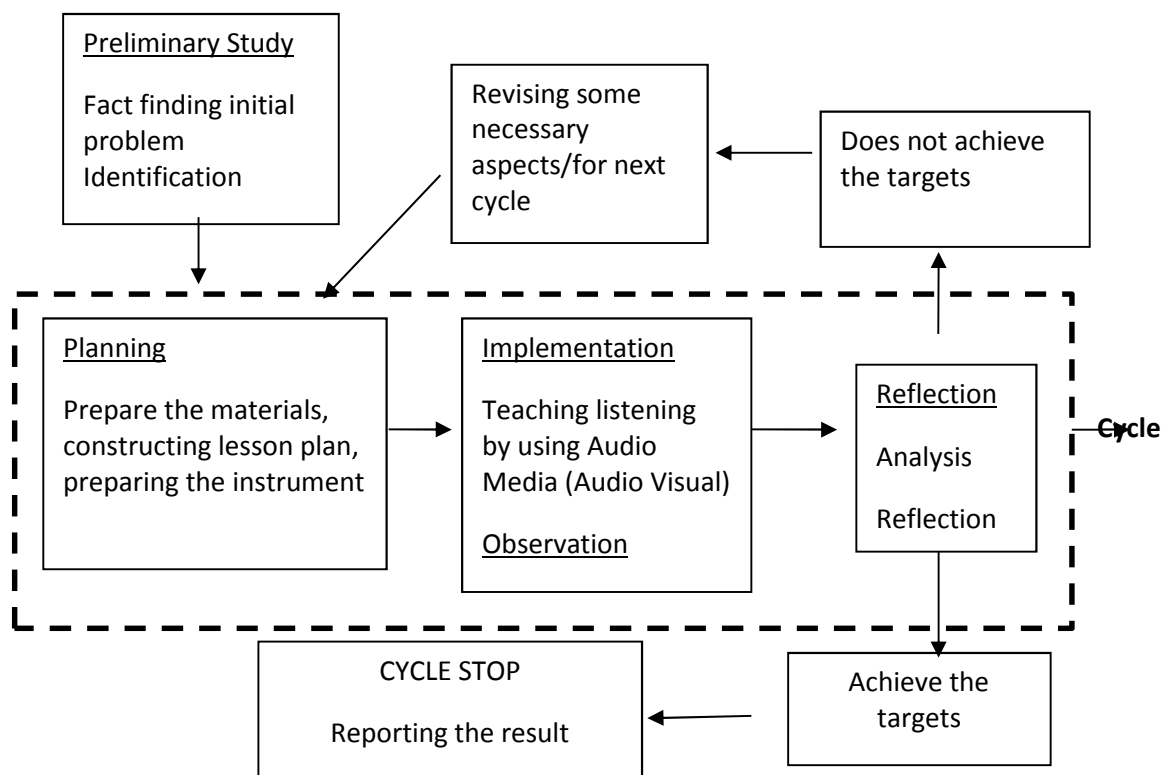 Preliminary Study
Fact finding initial
problem
Identification
Revising some
necessary
aspects/for next
cycle
Does not achieve
the targets
Planning
Prepare the materials,
constructing lesson plan,
preparing the instrument
Implementation
Teaching listening
by using Audio
Media (Audio Visual)
Observation
Reflection
Analysis
Reflection
Cycle
CYCLE STOP
Reporting the result
Achieve the
targets